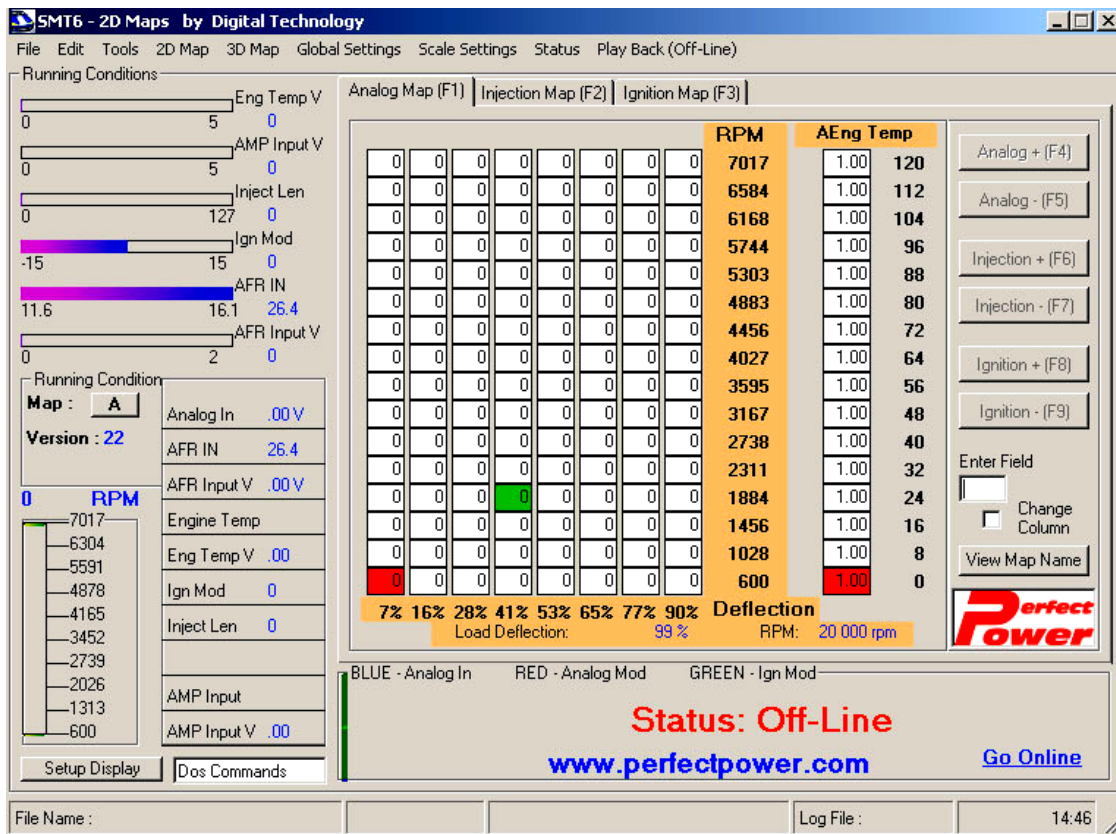 SMT6 - 2D Maps by Digital Technology
File Edit Tools 2D Map 3D Map Global Settings Scale Settings Status Play Back (Off-Line)
Running Conditions
Eng Temp V
0 5 0
AMP Input V
0 5 0
Inject Len
0 127 0
Ign Mod
-15 15 0
AFR IN
11.6 16.1 26.4
AFR Input V
0 2 0
Running Condition
Map : A
Version : 22
Analog In .00 V
AFR IN 26.4
AFR Input V .00 V
Engine Temp
Eng Temp V .00
Ign Mod 0
Inject Len 0
AMP Input
AMP Input V .00
0 RPM
7017
6304
5591
4878
4165
3452
2739
2026
1313
600
Setup Display Dos Commands
Analog Map (F1) Injection Map (F2) Ignition Map (F3)
RPM AEng Temp
0 0 0 0 0 0 0 0 7017 1.00 120
0 0 0 0 0 0 0 0 6584 1.00 112
0 0 0 0 0 0 0 0 6168 1.00 104
0 0 0 0 0 0 0 0 5744 1.00 96
0 0 0 0 0 0 0 0 5303 1.00 88
0 0 0 0 0 0 0 0 4883 1.00 80
0 0 0 0 0 0 0 0 4456 1.00 72
0 0 0 0 0 0 0 0 4027 1.00 64
0 0 0 0 0 0 0 0 3595 1.00 56
0 0 0 0 0 0 0 0 3167 1.00 48
0 0 0 0 0 0 0 0 2738 1.00 40
0 0 0 0 0 0 0 0 2311 1.00 32
0 0 0 0 0 0 0 0 1884 1.00 24
0 0 0 0 0 0 0 0 1456 1.00 16
0 0 0 0 0 0 0 0 1028 1.00 8
0 0 0 0 0 0 0 0 600 1.00 0
7% 16% 28% 41% 53% 65% 77% 90% Deflection
Load Deflection: 99 % RPM: 20 000 rpm
Analog + (F4)
Analog - (F5)
Injection + (F6)
Injection - (F7)
Ignition + (F8)
Ignition - (F9)
Enter Field
Change
Column
View Map Name
Perfect
Power
BLUE - Analog In RED - Analog Mod GREEN - Ign Mod
Status: Off-Line
www.perfectpower.com Go Online
File Name : Log File : 14:46